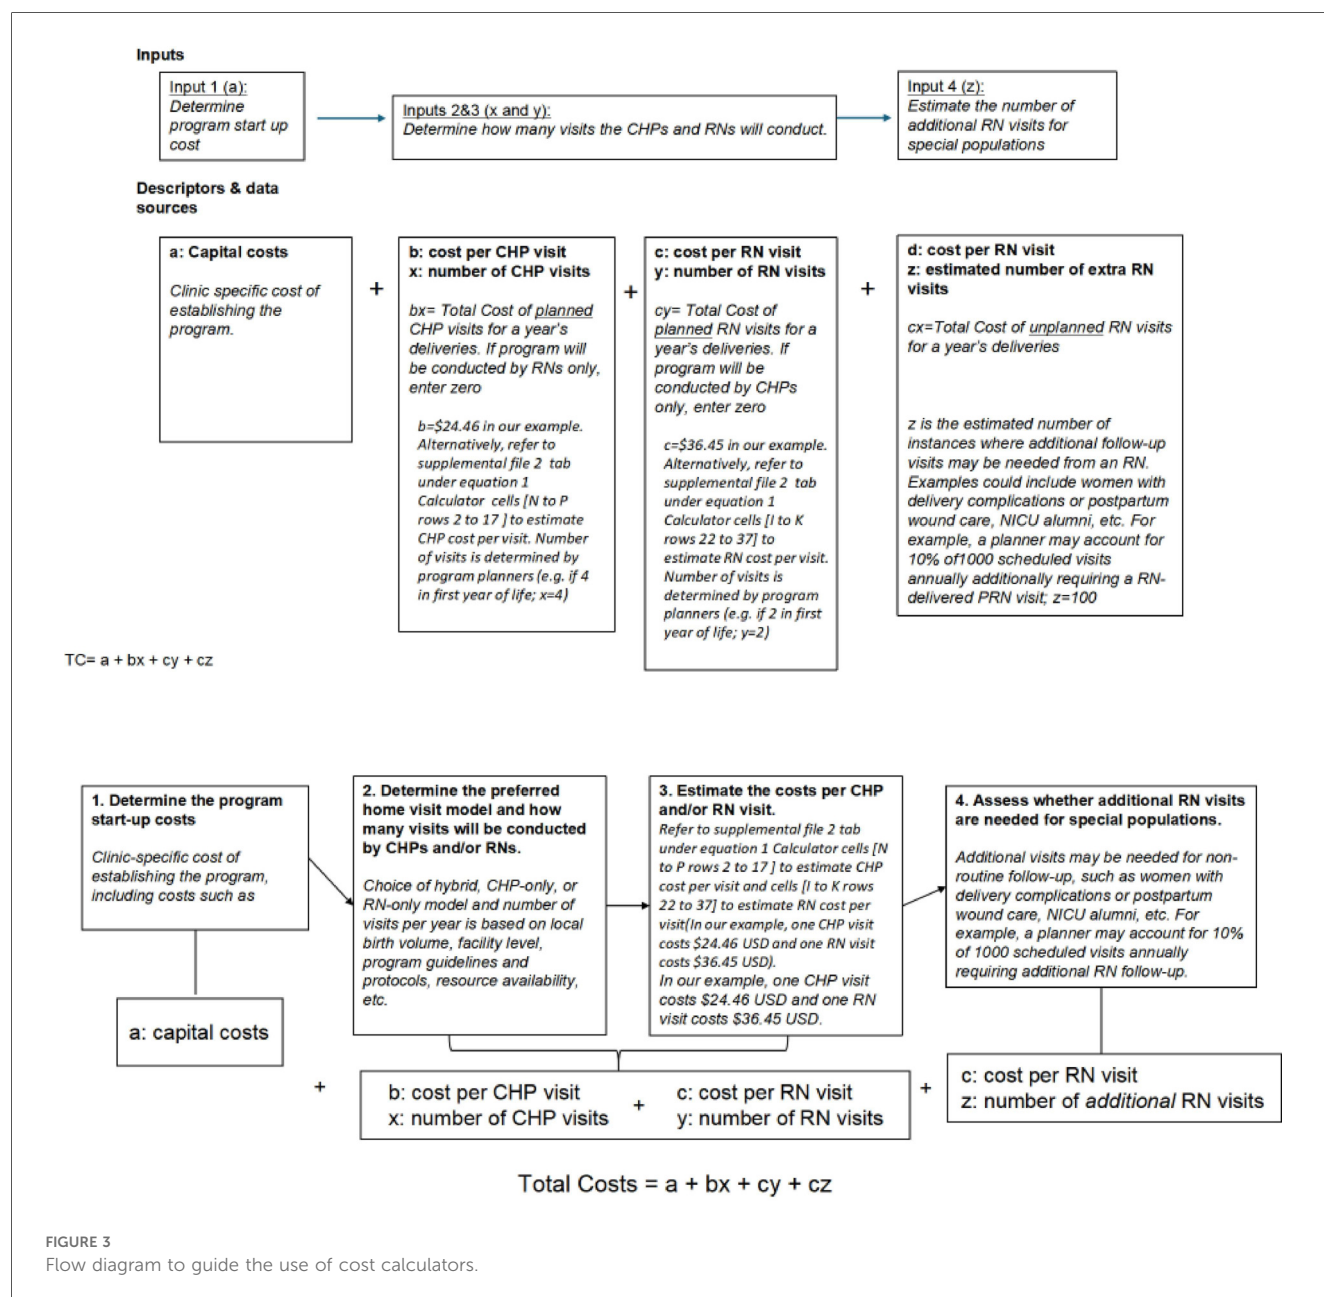 Inputs
Input 1 (a):
Determine
program start up
cost
Inputs 2&3 (x and y):
Determine how many visits the CHPs and RNs will conduct.
Input 4 (z):
Estimate the number of
additional RN visits for
special populations
Descriptors & data
sources
a: Capital costs
Clinic specific cost of
establishing the
program.
+
b: cost per CHP visit
x: number of CHP visits
bx= Total Cost of planned
CHP visits for a year's
deliveries. If program will
be conducted by RNs only,
enter zero
b=$24.46 in our example.
Alternatively, refer to
supplemental file 2 tab
under equation 1
Calculator cells [N to P
rows 2 to 17 ] to estimate
CHP cost per visit. Number
of visits is determined by
program planners (e.g. if 4
in first year of life; x=4)
+
c: cost per RN visit
y: number of RN visits
cy= Total Cost of
planned RN visits for a
year's deliveries. If
program will be
conducted by CHPs
only, enter zero
c=$36.45 in our example.
Alternatively, refer to
supplemental file 2 tab
under equation 1
Calculator cells [I to K
rows 22 to 37] to
estimate RN cost per visit.
Number of visits is
determined by program
planners (e.g. if 2 in first
year of life; y=2)
+
d: cost per RN visit
z: estimated number of extra RN
visits
cx=Total Cost of unplanned RN visits
for a year's deliveries
z is the estimated number of
instances where additional follow-up
visits may be needed from an RN.
Examples could include women with
delivery complications or postpartum
wound care, NICU alumni, etc. For
example, a planner may account for
10% of1000 scheduled visits
annually additionally requiring a RN-
delivered PRN visit; z=100
TC= a + bx + cy + cz
1. Determine the program
start-up costs
Clinic-specific cost of
establishing the program,
including costs such as
2. Determine the preferred
home visit model and how
many visits will be conducted
by CHPs and/or RNs.
Choice of hybrid, CHP-only, or
RN-only model and number of
visits per year is based on local
birth volume, facility level,
program guidelines and
protocols, resource availability,
etc.
3. Estimate the costs per CHP
and/or RN visit.
Refer to supplemental file 2 tab
under equation 1 Calculator cells [N
to P rows 2 to 17 ] to estimate CHP
cost per visit and cells [I to K rows
22 to 37] to estimate RN cost per
visit(In our example, one CHP visit
costs $24.46 USD and one RN visit
costs $36.45 USD).
In our example, one CHP visit
costs $24.46 USD and one RN
visit costs $36.45 USD.
4. Assess whether additional RN visits
are needed for special populations.
Additional visits may be needed for non-
routine follow-up, such as women with
delivery complications or postpartum
wound care, NICU alumni, etc. For
example, a planner may account for 10%
of 1000 scheduled visits annually
requiring additional RN follow-up.
a: capital costs
+
b: cost per CHP visit
x: number of CHP visits
+
c: cost per RN visit
y: number of RN visits
+
c: cost per RN visit
z: number of additional RN visits
Total Costs = a + bx + cy + cz
FIGURE 3
Flow diagram to guide the use of cost calculators.